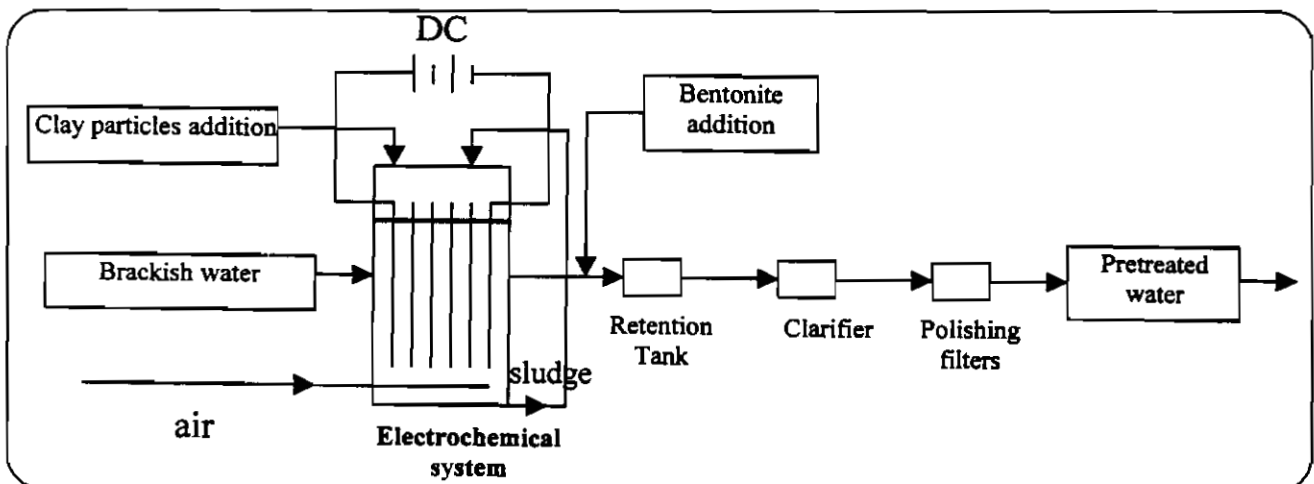 DC
Clay particles addition
Bentonite
addition
Brackish water
Pretreated
water
Retention
Tank
Clarifier
Polishing
filters
sludge
air
Electrochemical
system